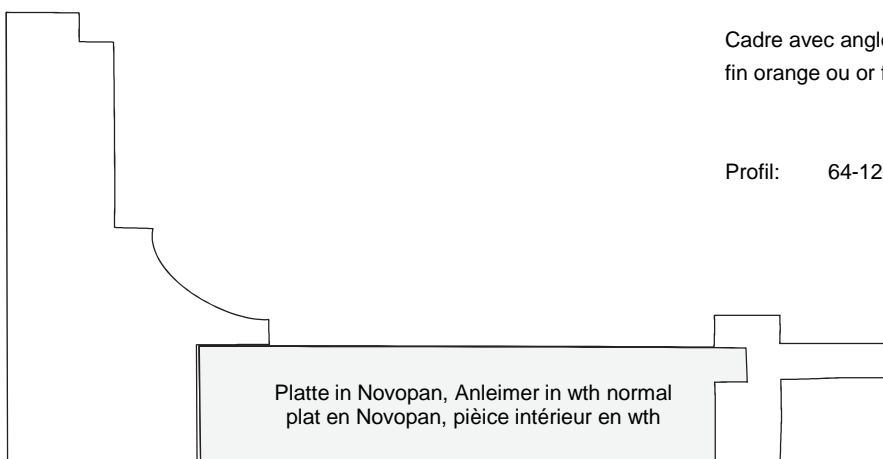 Cadre avec
fin orange ou or
Profil: 64-12
Platte in Novopan, Anleimer in wth normal
plat en Novopan, pièice intérieur en wth